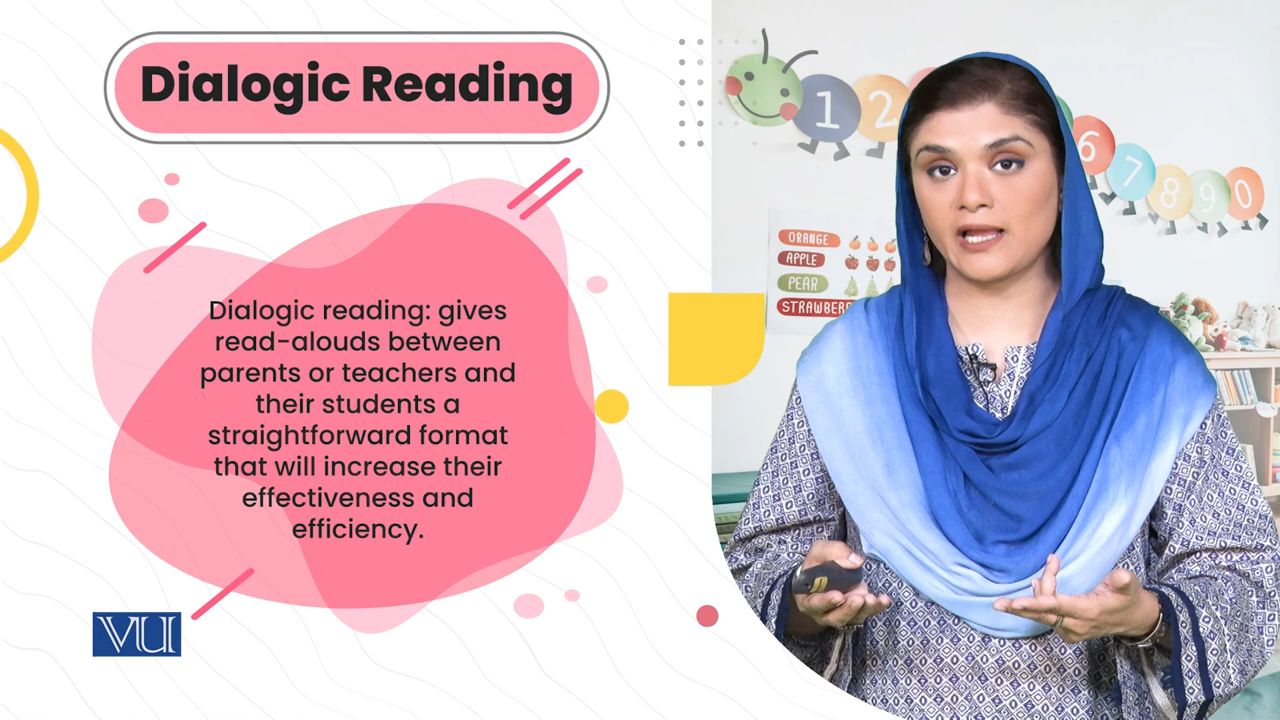 Dialogic Reading
Dialogic reading: gives
read-alouds between
parents or teachers and
their students a
straightforward format
that will increase their
effectiveness and
efficiency.
VU
1 2
6 7 8 9 0
ORANGE
APPLE
PEAR
STRAWBER